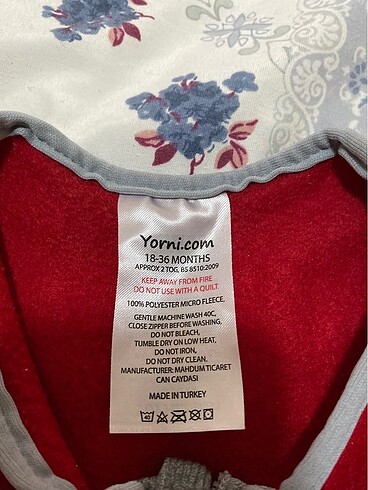 Yorni.com
18-36 MONTHS
APPROX 2 TOG, BS 8510:2009
KEEP AWAY FROM FIRE
DO NOT USE WITH A QUILT.
100% POLYESTER MICRO FLEECE,
GENTLE MACHINE WASH 40C,
CLOSE ZIPPER BEFORE WASHING,
DO NOT BLEACH,
TUMBLE DRY ON LOW HEAT,
DO NOT IRON,
DO NOT DRY CLEAN.
MANUFACTURER: MAHDUM TICARET
CAN CAYDASI
MADE IN TURKEY
40